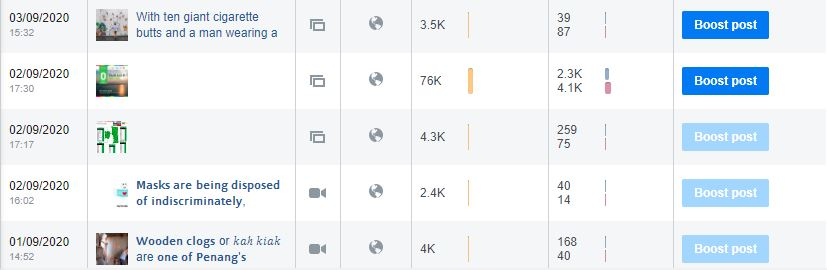 03/09/2020
15:32
With ten giant cigarette
butts and a man wearing a
3.5K
39
87
Boost post
02/09/2020
17:30
76K
2.3K
4.1K
Boost post
02/09/2020
17:17
4.3K
259
75
Boost post
02/09/2020
16:02
Masks are being disposed
of indiscriminately,
2.4K
40
14
Boost post
01/09/2020
14:52
Wooden clogs or kah kiak
are one of Penang's
4K
168
40
Boost post